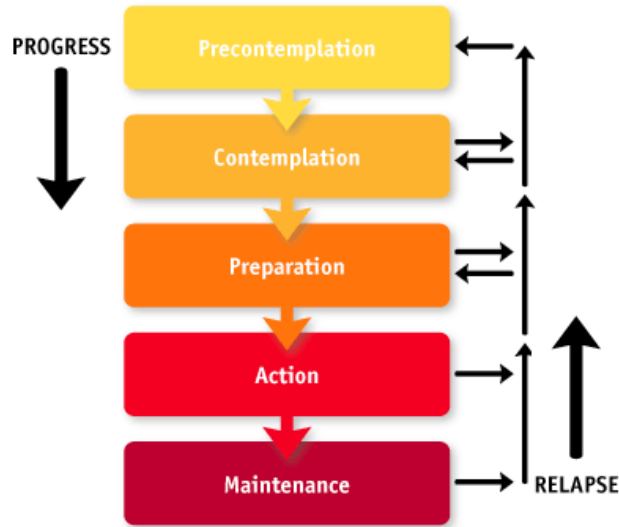 PROGRESS
Precontemplation
Contemplation
Preparation
Action
Maintenance
RELAPSE